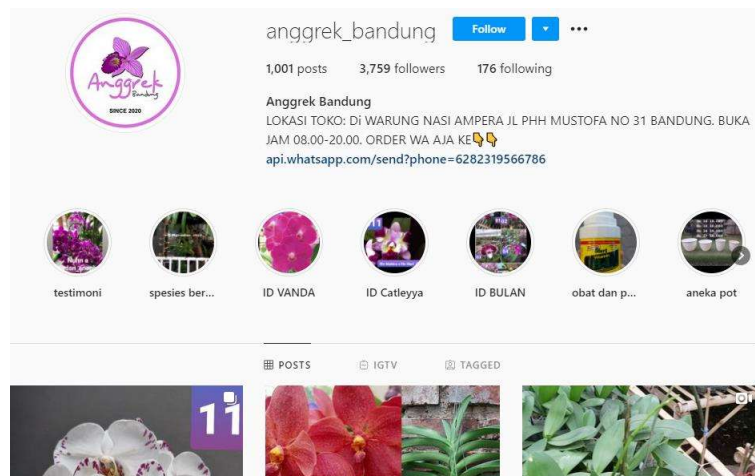 anggrek_bandung Follow
Anggrek
Bandung
SINCE 2020
1,001 posts 3,759 followers 176 following
Anggrek Bandung
LOKASI TOKO: Di WARUNG NASI AMPERA JL PHH MUSTOFA NO 31 BANDUNG. BUKA
JAM 08.00-20.00. ORDER WA AJA KE👇👇
api.whatsapp.com/send?phone=6282319566786
testimoni spesies ber... ID VANDA ID Catleyya ID BULAN obat dan p... aneka pot
POSTS IGTV TAGGED
11